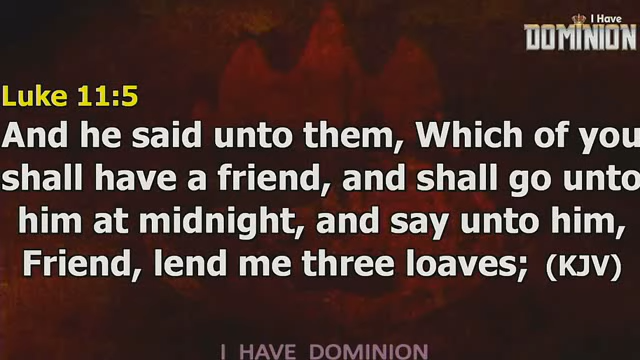 I Have
DOMINION
Luke 11:5
And he said unto them, Which of you
shall have a friend, and shall go unto
him at midnight, and say unto him,
Friend, lend me three loaves; (KJV)
I HAVE DOMINION